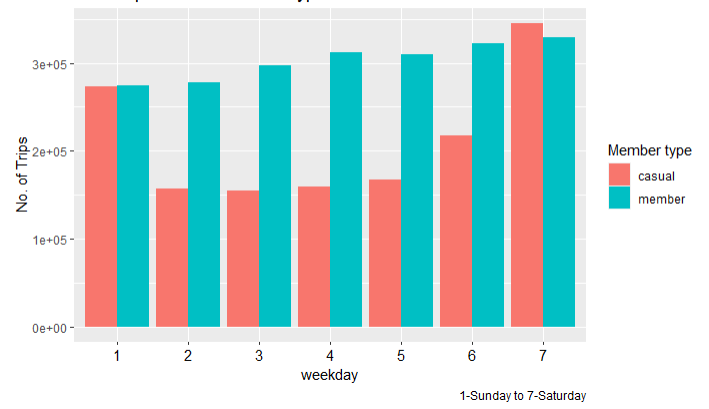 No. of Trips
3e+05
2e+05
1e+05
0e+00
1 2 3 4 5 6 7
weekday
Member type
casual
member
1-Sunday to 7-Saturday